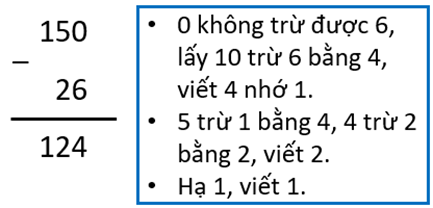 150
–
26
124
• 0 không trừ được 6,
lấy 10 trừ 6 bằng 4,
viết 4 nhớ 1.
• 5 trừ 1 bằng 4, 4 trừ 2
bằng 2, viết 2.
• Hạ 1, viết 1.